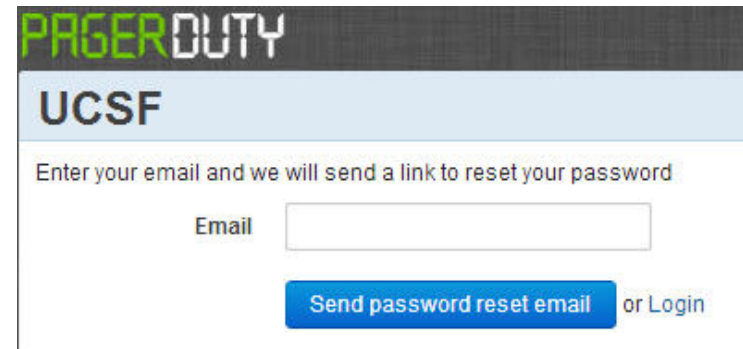 PAGERDUTY
UCSF
Enter your email and we will send a link to reset your password
Email
Send password reset email or Login